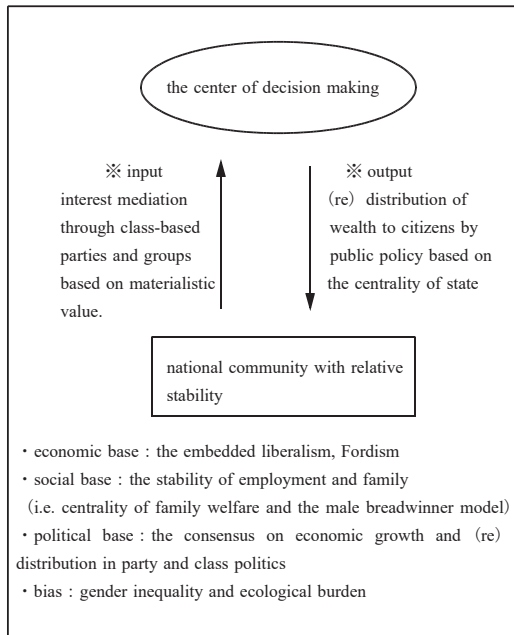 the center of decision making
※ input
interest mediation
through class-based
parties and groups
based on materialistic
value.
※ output
(re) distribution of
wealth to citizens by
public policy based on
the centrality of state
national community with relative
stability
・economic base : the embedded liberalism, Fordism
・social base : the stability of employment and family
(i.e. centrality of family welfare and the male breadwinner model)
・political base : the consensus on economic growth and (re)
distribution in party and class politics
・bias : gender inequality and ecological burden